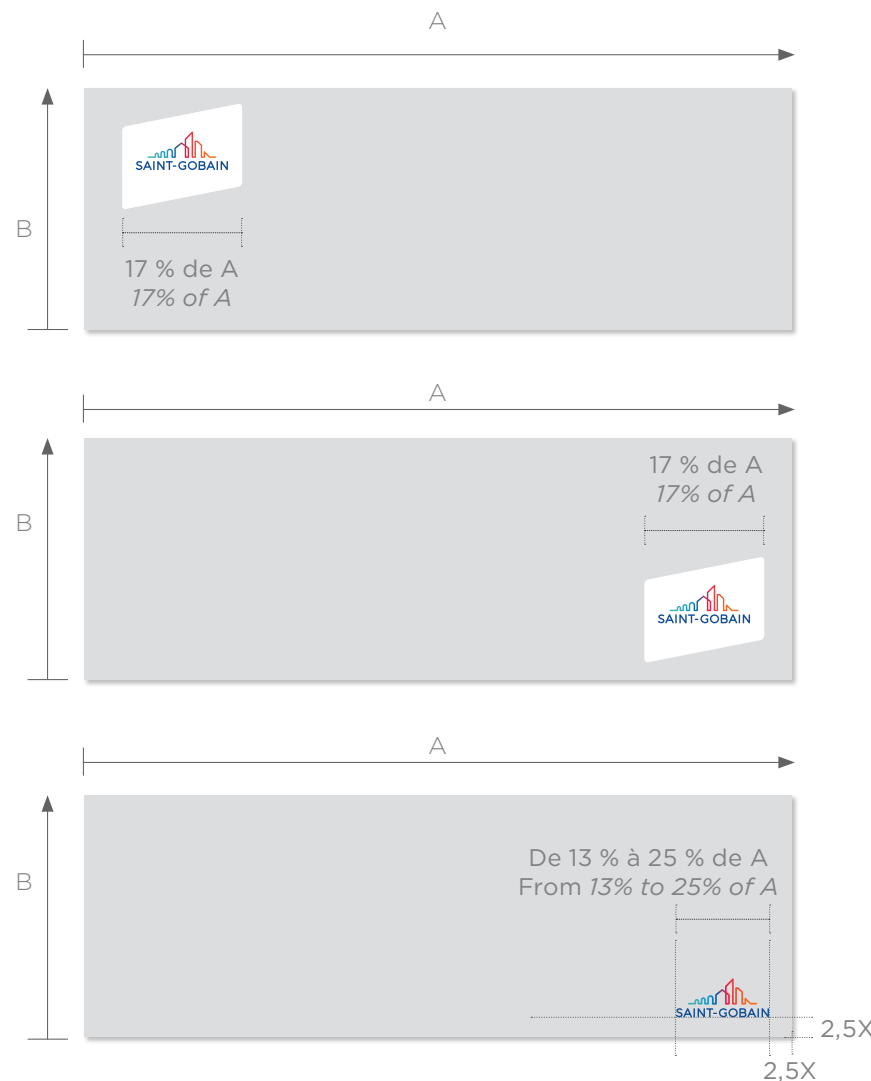 A
B
SAINT-GOBAIN
17 % de A
17% of A
A
B
17 % de A
17% of A
SAINT-GOBAIN
A
B
De 13 % à 25 % de A
From 13% to 25% of A
SAINT-GOBAIN
2,5X
2,5X